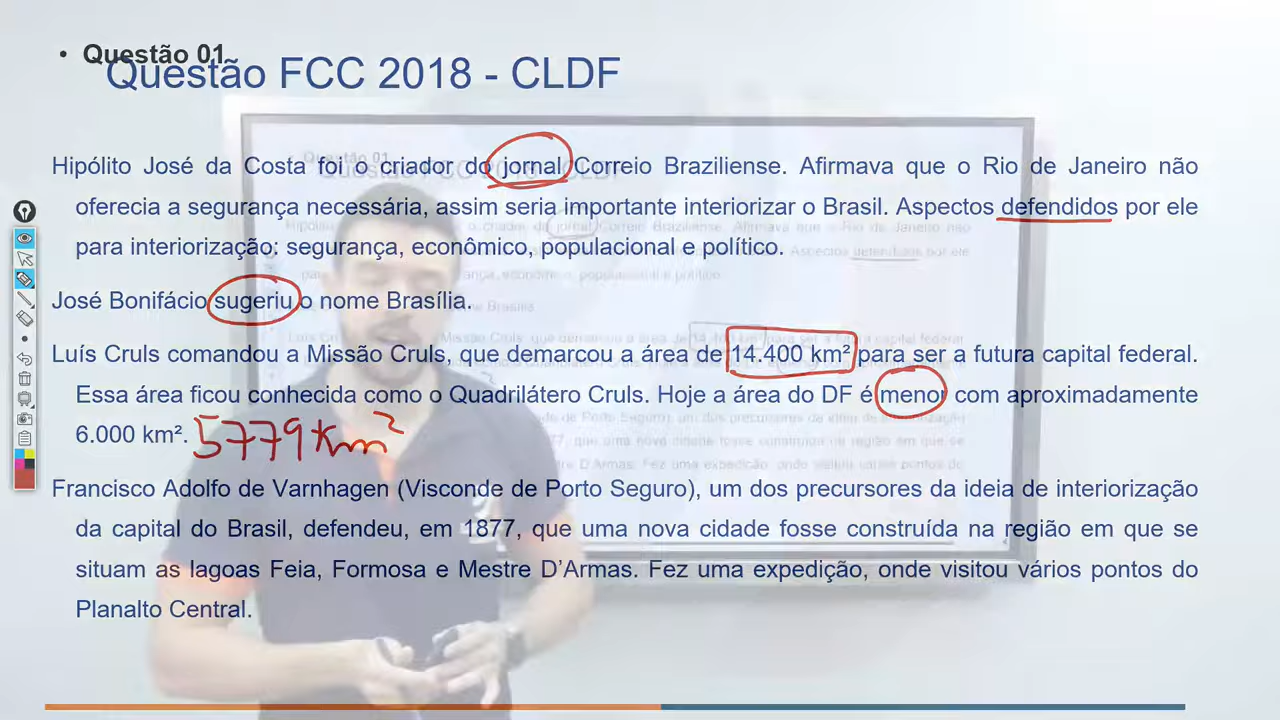 • Questão 01
Questão FCC 2018 - CLDF
Hipólito José da Costa foi o criador do jornal Correio Braziliense. Afirmava que o Rio de Janeiro não
oferecia a segurança necessária, assim seria importante interiorizar o Brasil. Aspectos defendidos por ele
para interiorização: segurança, econômico, populacional e político.
José Bonifácio sugeriu o nome Brasília.
Luís Cruls comandou a Missão Cruls, que demarcou a área de 14.400 km² para ser a futura capital federal.
Essa área ficou conhecida como o Quadrilátero Cruls. Hoje a área do DF é menor com aproximadamente
6.000 km². 5779 Km²
Francisco Adolfo de Varnhagen (Visconde de Porto Seguro), um dos precursores da ideia de interiorização
da capital do Brasil, defendeu, em 1877, que uma nova cidade fosse construída na região em que se
situam as lagoas Feia, Formosa e Mestre D’Armas. Fez uma expedição, onde visitou vários pontos do
Planalto Central.